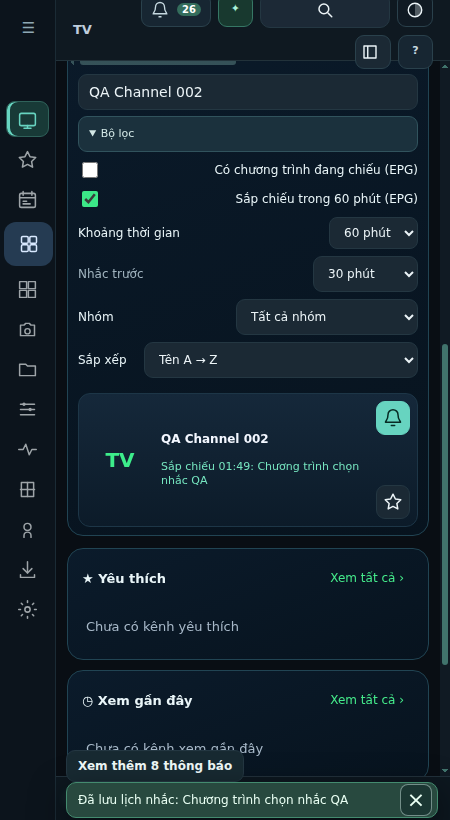 ☰
26
✦
TV
?
QA Channel 002
▼ Bộ lọc
Có chương trình đang chiếu (EPG)
Sắp chiếu trong 60 phút (EPG)
Khoảng thời gian
60 phút
Nhắc trước
30 phút
Nhóm
Tất cả nhóm
Sắp xếp
Tên A → Z
TV
QA Channel 002
Sắp chiếu 01:49: Chương trình chọn
nhắc QA
★ Yêu thích
Xem tất cả ›
Chưa có kênh yêu thích
◷ Xem gần đây
Xem tất cả ›
Chưa có kênh xem gần đây
Xem thêm 8 thông báo
Đã lưu lịch nhắc: Chương trình chọn nhắc QA